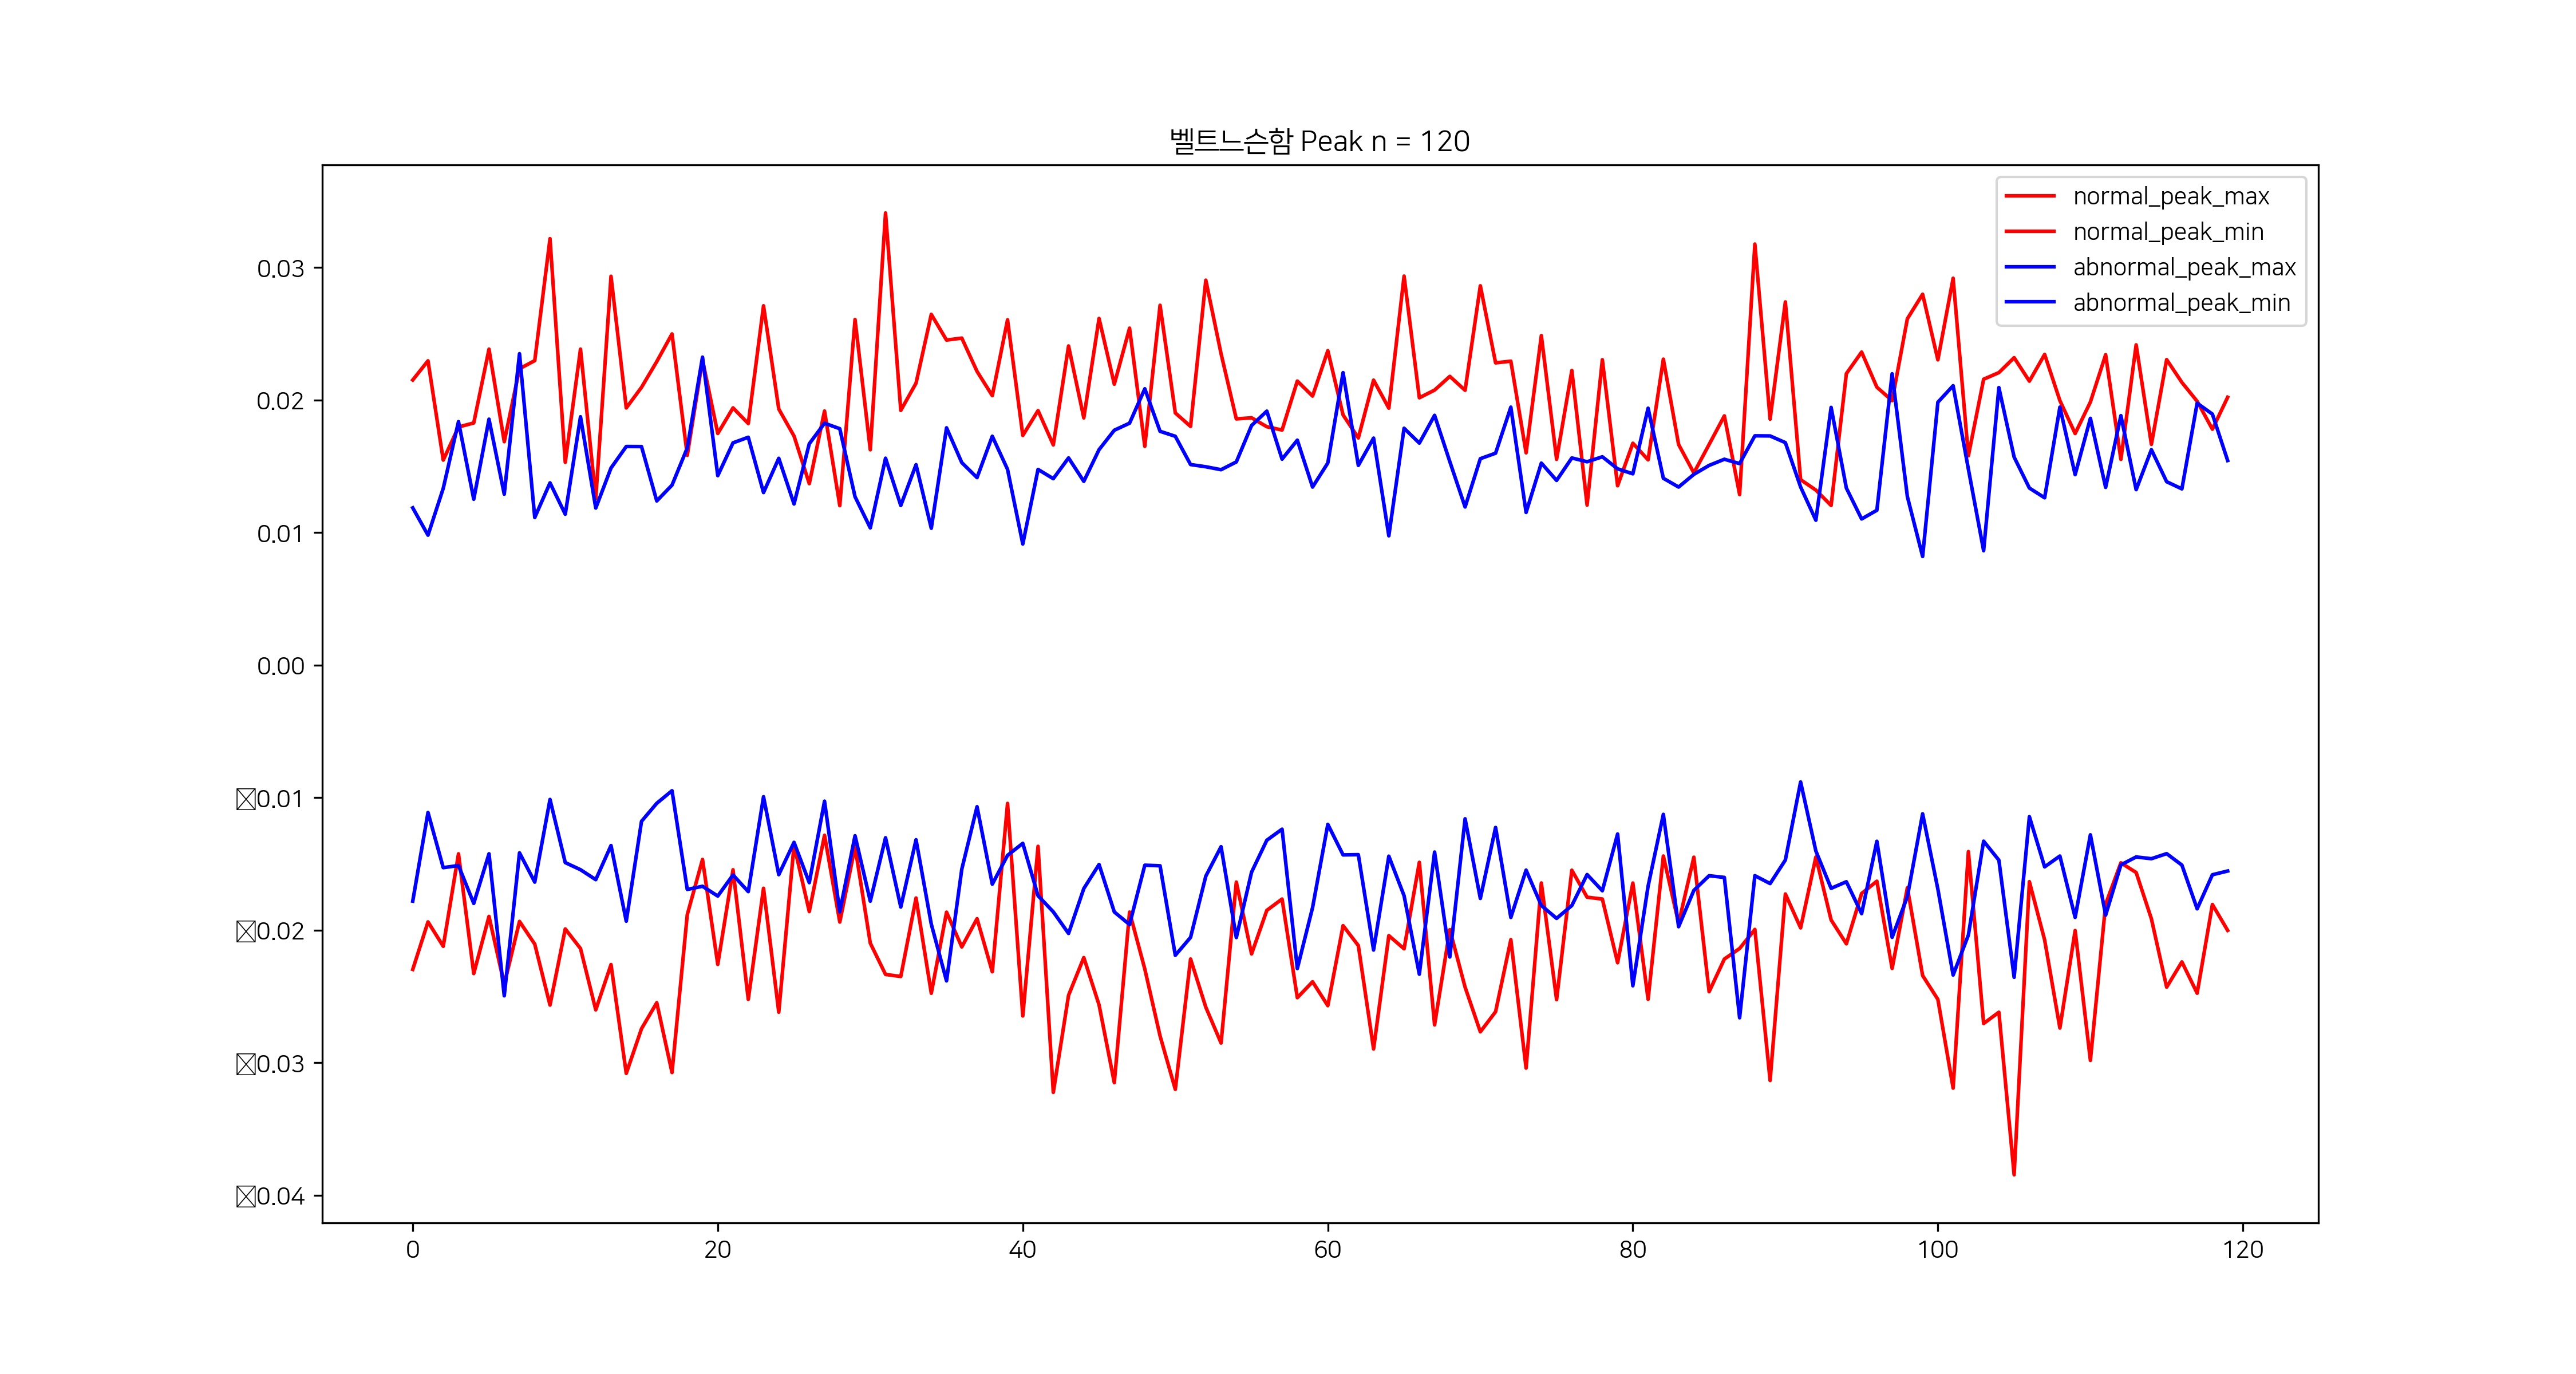 벨트느슨함 Peak n = 120
normal_peak_max
normal_peak_min
abnormal_peak_max
abnormal_peak_min
0.03
0.02
0.01
0.00
0.01
0.02
0.03
0.04
0 20 40 60 80 100 120